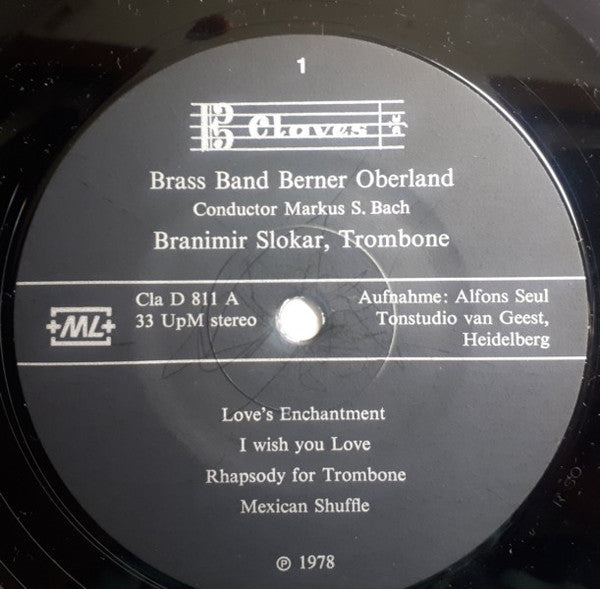 1
Claves
Brass Band Berner Oberland
Conductor Markus S. Bach
Branimir Slokar, Trombone
+ML+
Cla D 811 A
33 UpM stereo
Aufnahme: Alfons Seul
Tonstudio van Geest,
Heidelberg
Love's Enchantment
I wish you Love
Rhapsody for Trombone
Mexican Shuffle
℗ 1978